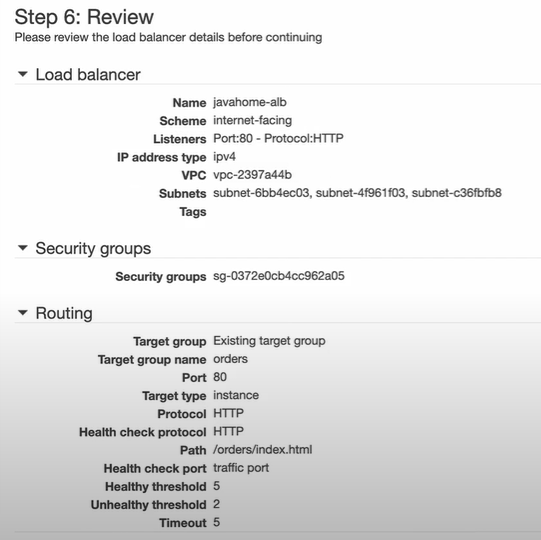 Step 6: Review
Please review the load balancer details before continuing
Load balancer
Name javahome-alb
Scheme internet-facing
Listeners Port:80 - Protocol:HTTP
IP address type ipv4
VPC vpc-2397a44b
Subnets subnet-6bb4ec03, subnet-4f961f03, subnet-c36fbfb8
Tags
Security groups
Security groups sg-0372e0cb4cc962a05
Routing
Target group Existing target group
Target group name orders
Port 80
Target type instance
Protocol HTTP
Health check protocol HTTP
Path /orders/index.html
Health check port traffic port
Healthy threshold 5
Unhealthy threshold 2
Timeout 5